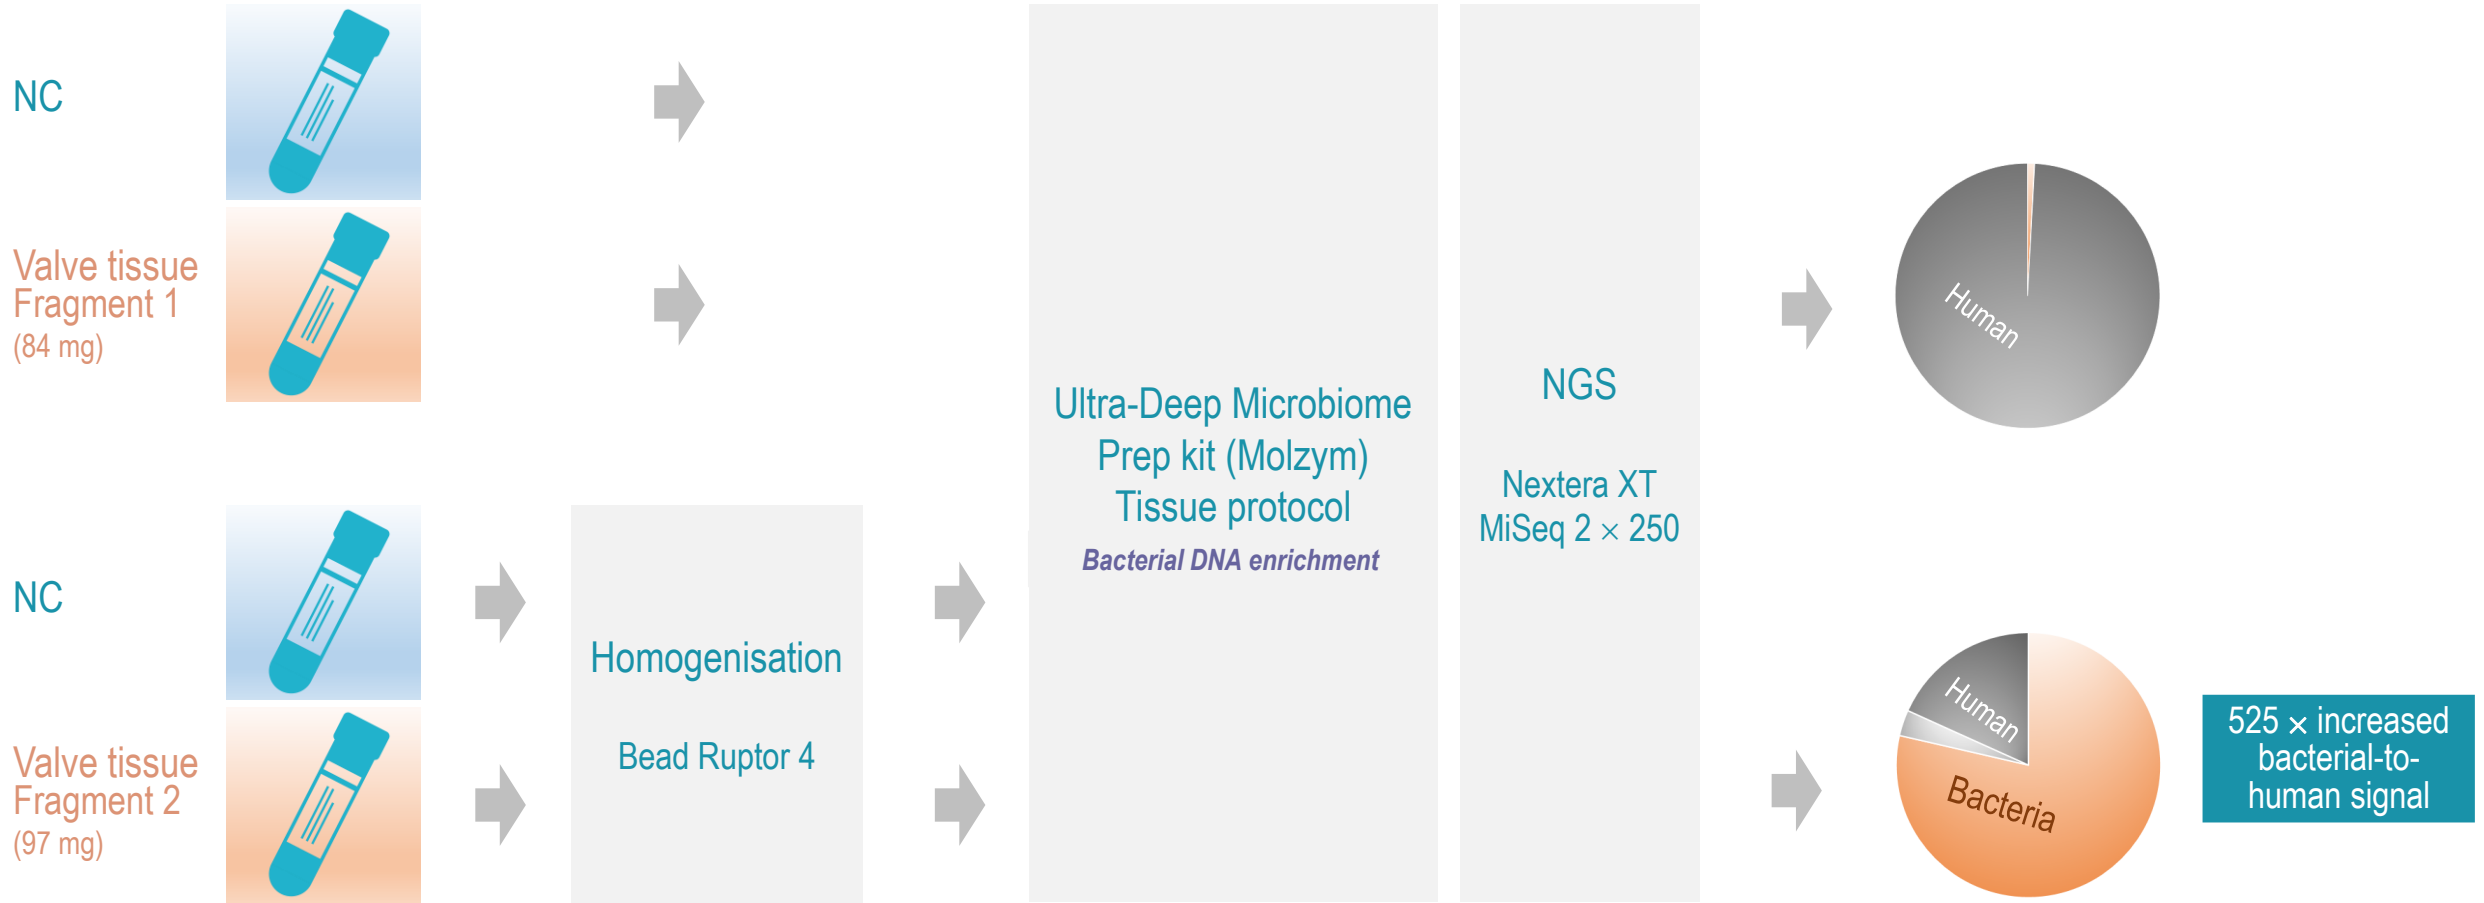 NC
Valve tissue
Fragment 1
(84 mg)
NC
Valve tissue
Fragment 2
(97 mg)
Homogenisation
Bead Ruptor 4
Ultra-Deep Microbiome
Prep kit (Molzym)
Tissue protocol
Bacterial DNA enrichment
NGS
Nextera XT
MiSeq 2 × 250
Human
Human
Bacteria
525 × increased
bacterial-to-
human signal